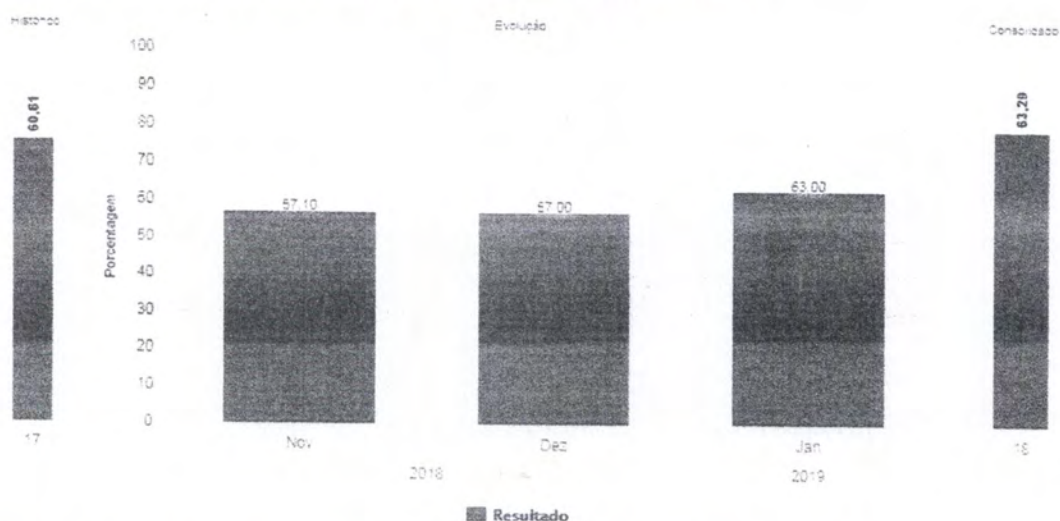 Histórico
Evolução
Consolidado
100
90
80
70
60
50
40
30
20
10
0
Porcentagem
60,61
57,10
57,00
63,00
63,29
17
Nov
Dez
Jan
18
2018
2019
Resultado